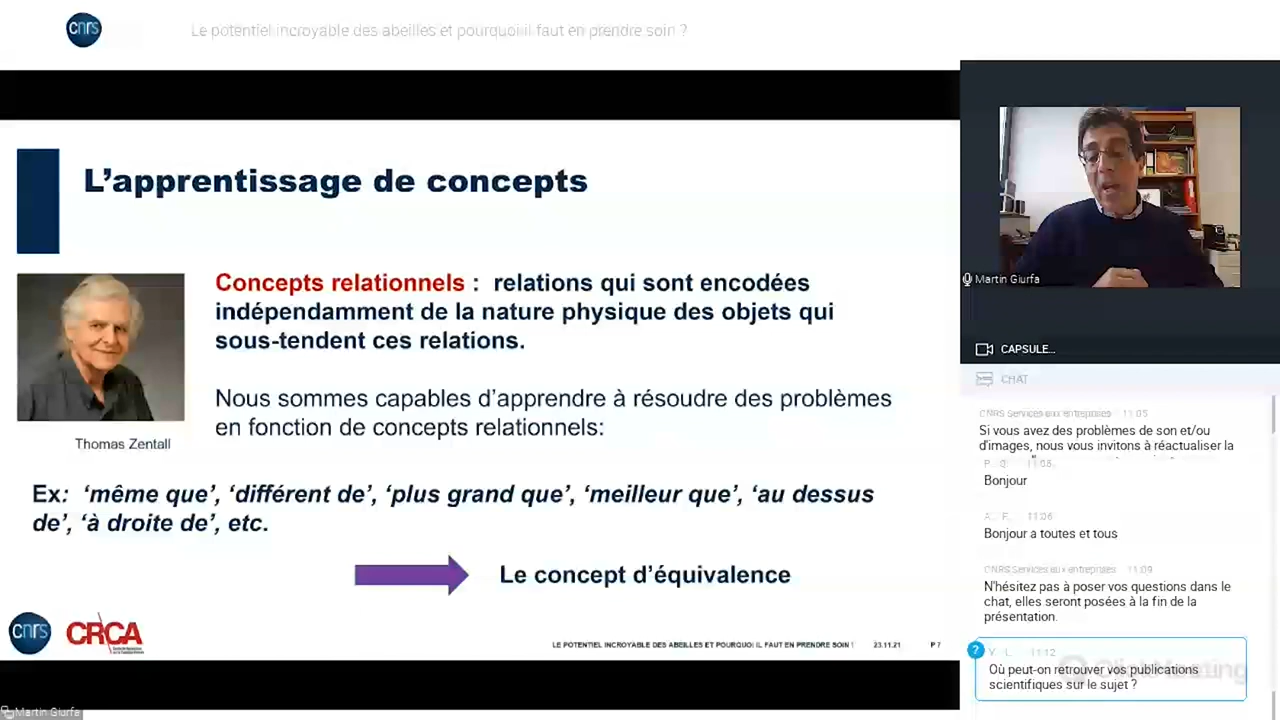 cnrs
Le potentiel incroyable des abeilles et pourquoi il faut en prendre soin ?
L'apprentissage de concepts
Concepts relationnels : relations qui sont encodées
indépendamment de la nature physique des objets qui
sous-tendent ces relations.
Nous sommes capables d'apprendre à résoudre des problèmes
en fonction de concepts relationnels:
Thomas Zentall
Ex: 'même que', 'différent de', 'plus grand que', 'meilleur que', 'au dessus
de', 'à droite de', etc.
Le concept d'équivalence
cnrs
CRCA
LE POTENTIEL INCROYABLE DES ABEILLES ET POURQUOI IL FAUT EN PRENDRE SOIN ! 23.11.21 P 7
Martin Giurfa
Martin Giurfa
CAPSULE...
CHAT
CNRS Services aux entreprises 11:05
Si vous avez des problèmes de son et/ou
d'images, nous vous invitons à réactualiser la
P. Q. 11:06
Bonjour
A. F. 11:06
Bonjour a toutes et tous
CNRS Services aux entreprises 11:09
N'hésitez pas à poser vos questions dans le
chat, elles seront posées à la fin de la
présentation.
? V. L. 11:12
Où peut-on retrouver vos publications
scientifiques sur le sujet ?
ClickMeeting